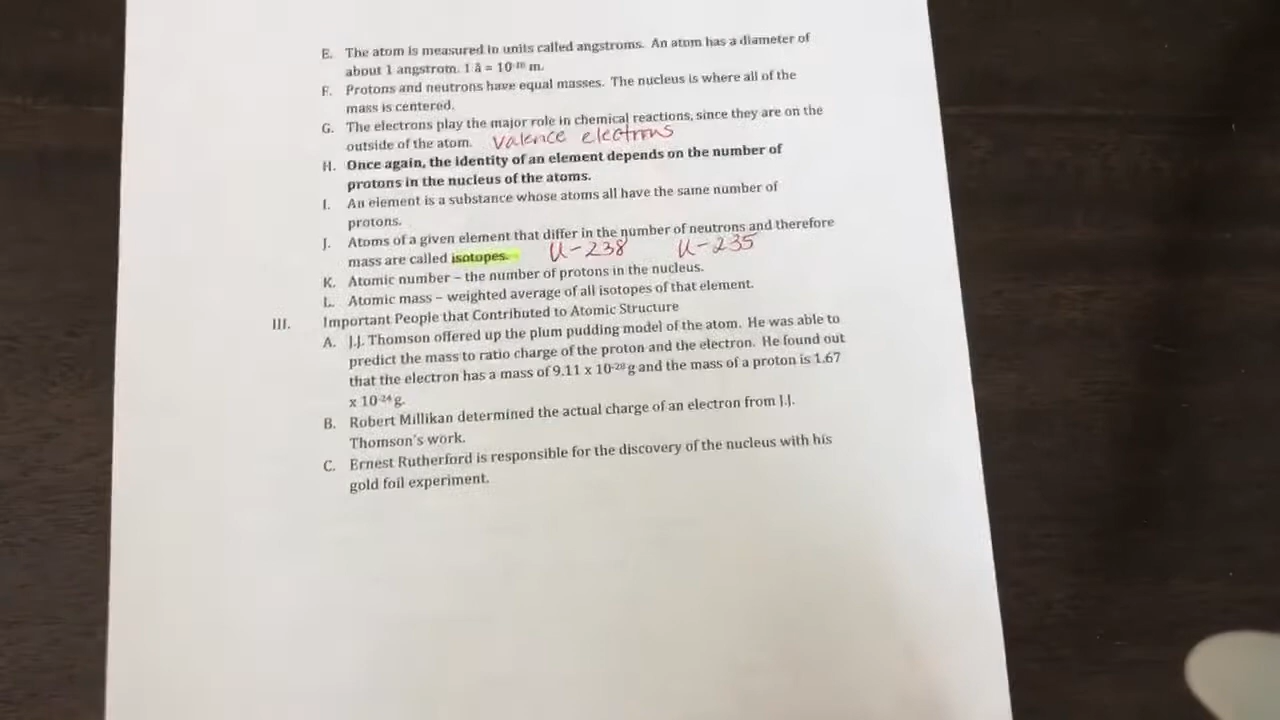 E. The atom is measured in units called angstroms. An atom has a diameter of
about 1 angstrom. 1 å = 10-10 m.
F. Protons and neutrons have equal masses. The nucleus is where all of the
mass is centered.
G. The electrons play the major role in chemical reactions, since they are on the
outside of the atom. valence electrons
H. Once again, the identity of an element depends on the number of
protons in the nucleus of the atoms.
I. An element is a substance whose atoms all have the same number of
protons.
J. Atoms of a given element that differ in the number of neutrons and therefore
mass are called isotopes. U-238 U-235
K. Atomic number – the number of protons in the nucleus.
L. Atomic mass – weighted average of all isotopes of that element.
III. Important People that Contributed to Atomic Structure
A. J.J. Thomson offered up the plum pudding model of the atom. He was able to
predict the mass to ratio charge of the proton and the electron. He found out
that the electron has a mass of 9.11 x 10-28 g and the mass of a proton is 1.67
x 10-24 g.
B. Robert Millikan determined the actual charge of an electron from J.J.
Thomson's work.
C. Ernest Rutherford is responsible for the discovery of the nucleus with his
gold foil experiment.